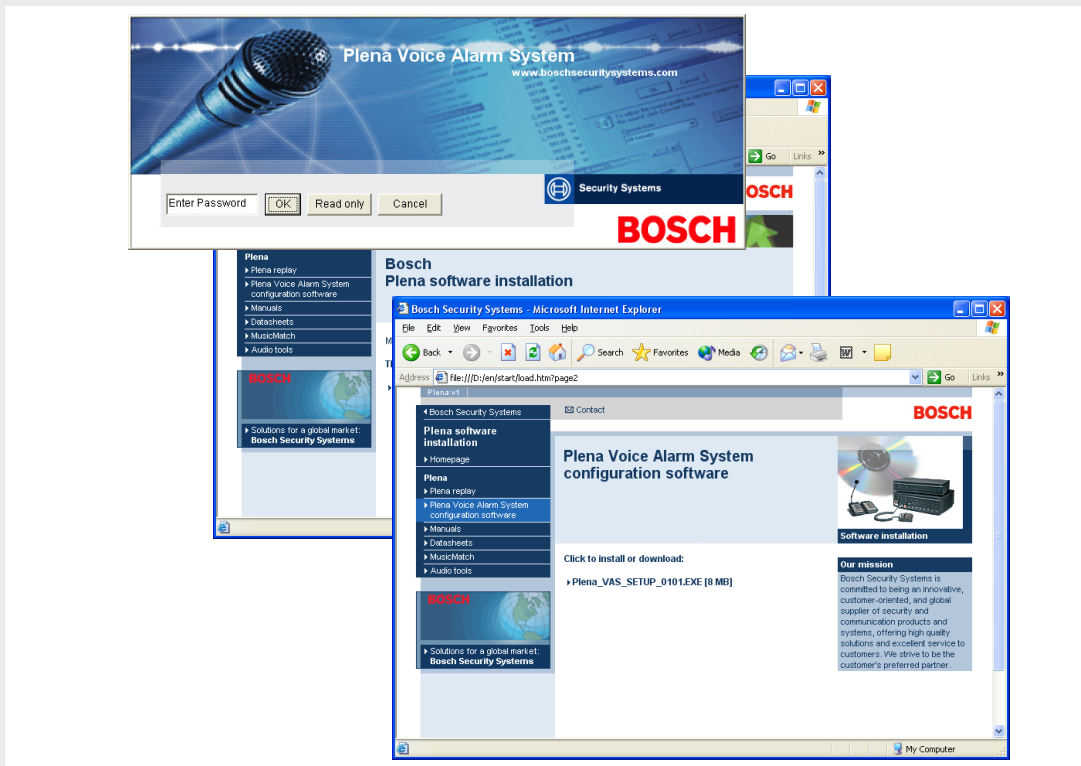 Plena Voice Alarm System
www.boschsecuritysystems.com
Enter Password
OK
Read only
Cancel
Security Systems
BOSCH
Go
Links »
OSCH
Plena
Plena replay
Plena Voice Alarm System
configuration software
Manuals
Datasheets
MusicMatch
Audio tools
BOSCH
Solutions for a global market:
Bosch Security Systems
Bosch
Plena software installation
Bosch Security Systems - Microsoft Internet Explorer
File Edit View Favorites Tools Help
Back Search Favorites Media
Address file:///D:/en/start/load.htm?page2 Go Links »
Plena v1
Bosch Security Systems
Contact
BOSCH
Plena software
installation
Homepage
Plena
Plena replay
Plena Voice Alarm System
configuration software
Manuals
Datasheets
MusicMatch
Audio tools
BOSCH
Solutions for a global market:
Bosch Security Systems
Plena Voice Alarm System
configuration software
Click to install or download:
Plena_VAS_SETUP_0101.EXE [8 MB]
Software installation
Our mission
Bosch Security Systems is
committed to being an innovative,
customer-oriented, and global
supplier of security and
communication products and
systems, offering high quality
solutions and excellent service to
customers. We strive to be the
customer's preferred partner.
My Computer